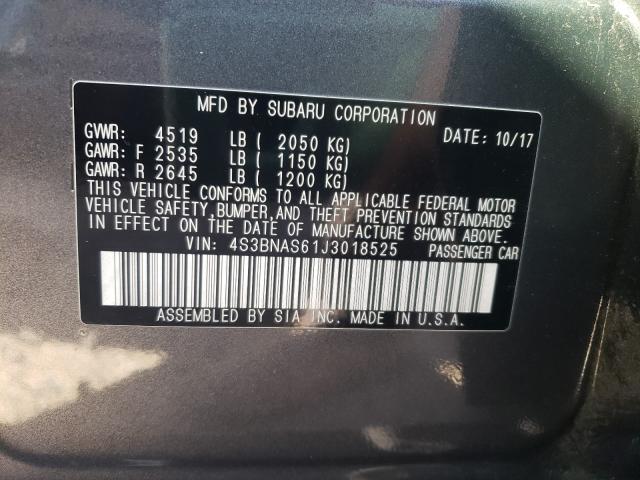 MFD BY SUBARU CORPORATION
GVWR: 4519 LB ( 2050 KG) DATE: 10/17
GAWR: F 2535 LB ( 1150 KG)
GAWR: R 2645 LB ( 1200 KG)
THIS VEHICLE CONFORMS TO ALL APPLICABLE FEDERAL MOTOR
VEHICLE SAFETY, BUMPER, AND THEFT PREVENTION STANDARDS
IN EFFECT ON THE DATE OF MANUFACTURE SHOWN ABOVE.
VIN: 4S3BNAS61J3018525 PASSENGER CAR
ASSEMBLED BY SIA INC. MADE IN U.S.A.